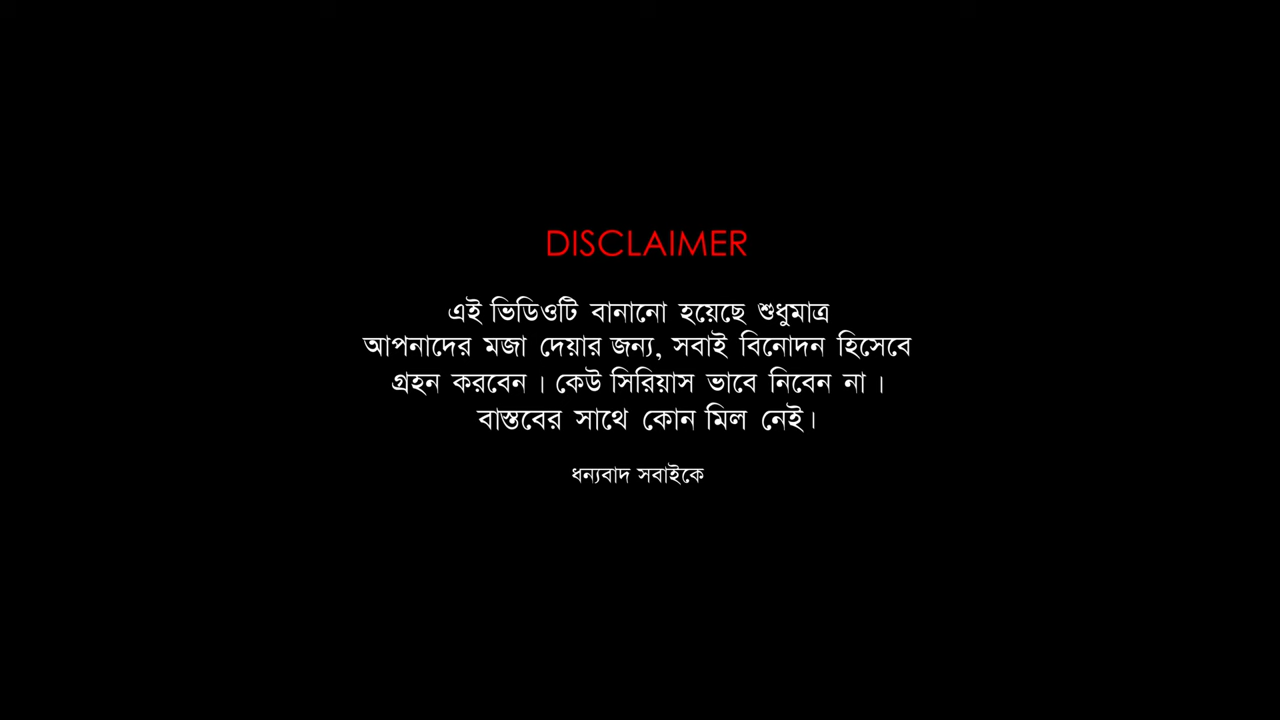 DISCLAIMER
এই ভিডিওটি বানানো হয়েছে শুধুমাত্র
আপনাদের মজা দেয়ার জন্য, সবাই বিনোদন হিসেবে
গ্রহন করবেন । কেউ সিরিয়াস ভাবে নিবেন না ।
বাস্তবের সাথে কোন মিল নেই।
ধন্যবাদ সবাইকে